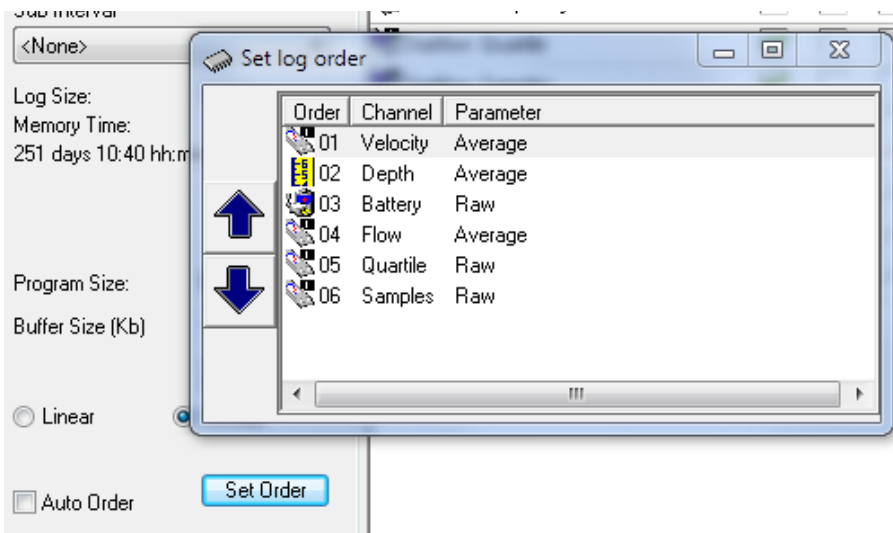 Sub Interval
<None>
Log Size:
Memory Time:
251 days 10:40 hh:m
Program Size:
Buffer Size (Kb)
Linear
Auto Order
Set Order
Set log order
Order Channel Parameter
01 Velocity Average
02 Depth Average
03 Battery Raw
04 Flow Average
05 Quartile Raw
06 Samples Raw